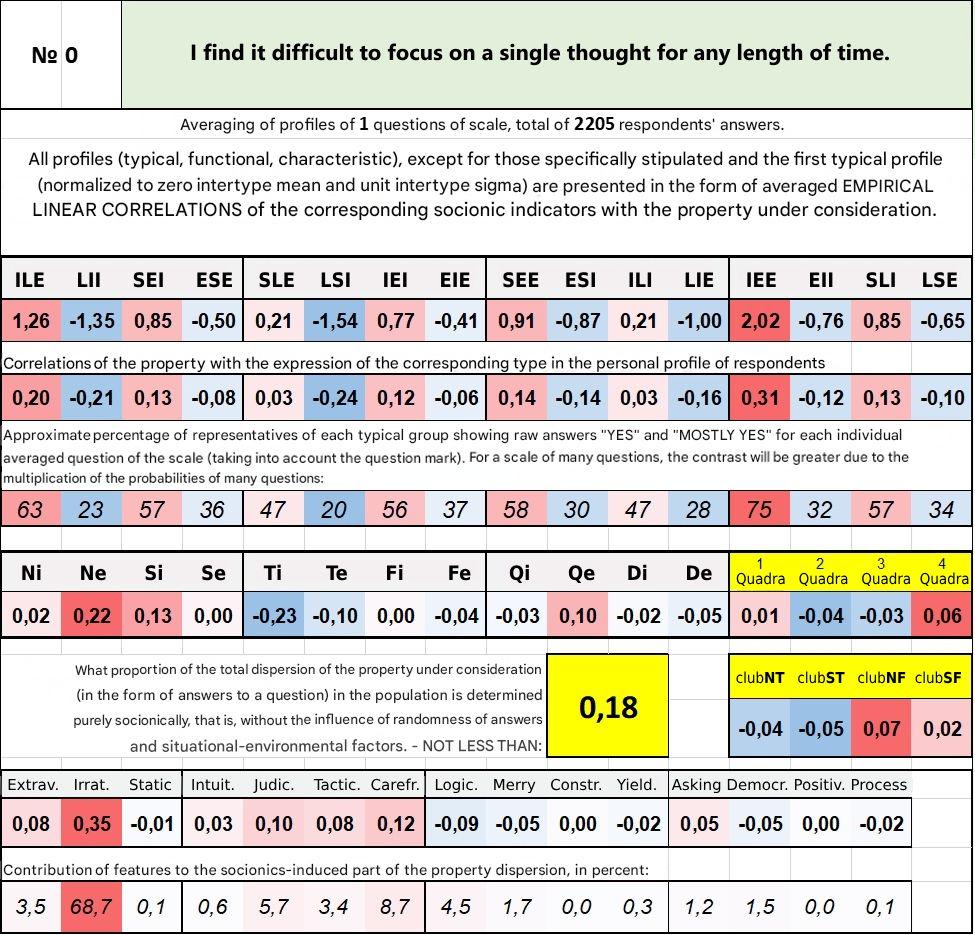 № 0
I find it difficult to focus on a single thought for any length of time.
Averaging of profiles of 1 questions of scale, total of 2205 respondents' answers.
All profiles (typical, functional, characteristic), except for those specifically stipulated and the first typical profile
(normalized to zero intertype mean and unit intertype sigma) are presented in the form of averaged EMPIRICAL
LINEAR CORRELATIONS of the corresponding socionic indicators with the property under consideration.
ILE LII SEI ESE SLE LSI IEI EIE SEE ESI ILI LIE IEE EII SLI LSE
1,26 -1,35 0,85 -0,50 0,21 -1,54 0,77 -0,41 0,91 -0,87 0,21 -1,00 2,02 -0,76 0,85 -0,65
Correlations of the property with the expression of the corresponding type in the personal profile of respondents
0,20 -0,21 0,13 -0,08 0,03 -0,24 0,12 -0,06 0,14 -0,14 0,03 -0,16 0,31 -0,12 0,13 -0,10
Approximate percentage of representatives of each typical group showing raw answers "YES" and "MOSTLY YES" for each individual
averaged question of the scale (taking into account the question mark). For a scale of many questions, the contrast will be greater due to the
multiplication of the probabilities of many questions:
63 23 57 36 47 20 56 37 58 30 47 28 75 32 57 34
Ni Ne Si Se Ti Te Fi Fe Qi Qe Di De 1 Quadra 2 Quadra 3 Quadra 4 Quadra
0,02 0,22 0,13 0,00 -0,23 -0,10 0,00 -0,04 -0,03 0,10 -0,02 -0,05 0,01 -0,04 -0,03 0,06
What proportion of the total dispersion of the property under consideration
(in the form of answers to a question) in the population is determined
purely socionically, that is, without the influence of randomness of answers
and situational-environmental factors. - NOT LESS THAN:
0,18
clubNT clubST clubNF clubSF
-0,04 -0,05 0,07 0,02
Extrav. Irrat. Static Intuit. Judic. Tactic. Carefr. Logic. Merry Constr. Yield. Asking Democr. Positiv. Process
0,08 0,35 -0,01 0,03 0,10 0,08 0,12 -0,09 -0,05 0,00 -0,02 0,05 -0,05 0,00 -0,02
Contribution of features to the socionics-induced part of the property dispersion, in percent:
3,5 68,7 0,1 0,6 5,7 3,4 8,7 4,5 1,7 0,0 0,3 1,2 1,5 0,0 0,1